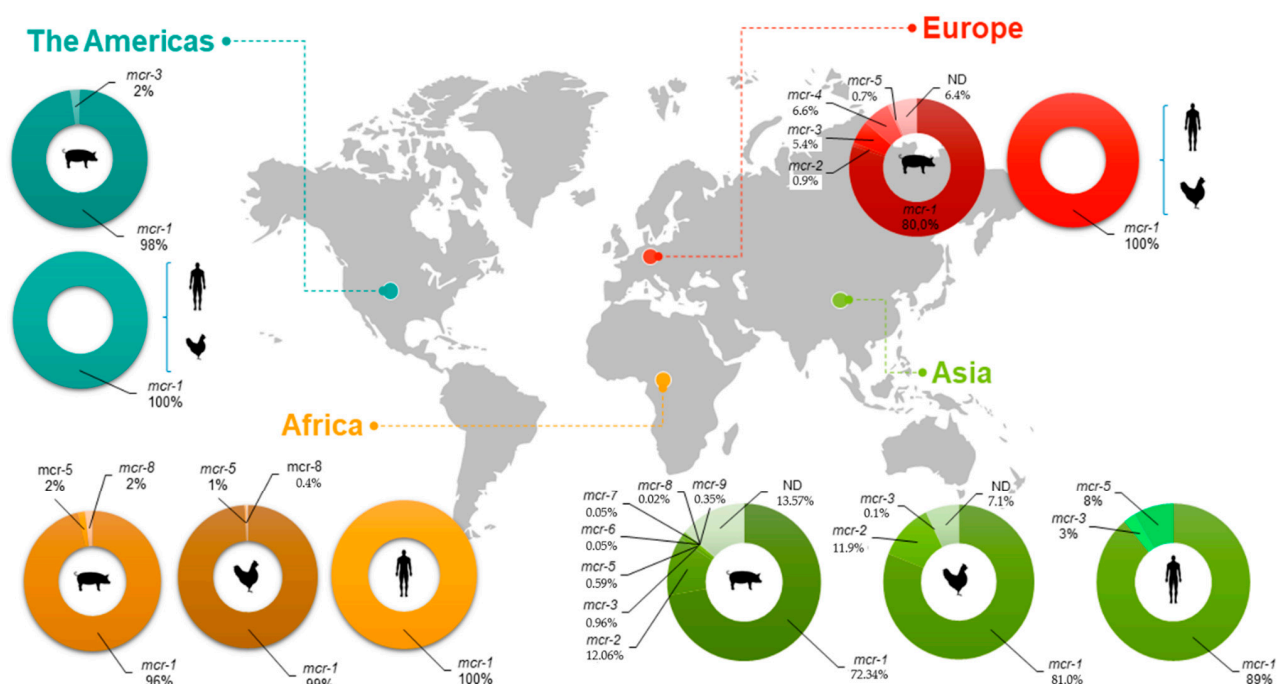 The Americas
mcr-3
2%
mcr-1
98%
mcr-1
100%
Europe
mcr-5
0.7%
ND
6.4%
mcr-4
6.6%
mcr-3
5.4%
mcr-2
0.9%
mcr-1
80.0%
mcr-1
100%
Asia
Africa
mcr-5
2%
mcr-8
2%
mcr-1
96%
mcr-5
1%
mcr-8
0.4%
mcr-1
99%
mcr-1
100%
mcr-7
0.05%
mcr-8
0.02%
mcr-9
0.35%
ND
13.57%
mcr-6
0.05%
mcr-5
0.59%
mcr-3
0.96%
mcr-2
12.06%
mcr-1
72.34%
mcr-3
0.1%
ND
7.1%
mcr-2
11.9%
mcr-1
81.0%
mcr-5
8%
mcr-3
3%
mcr-1
89%